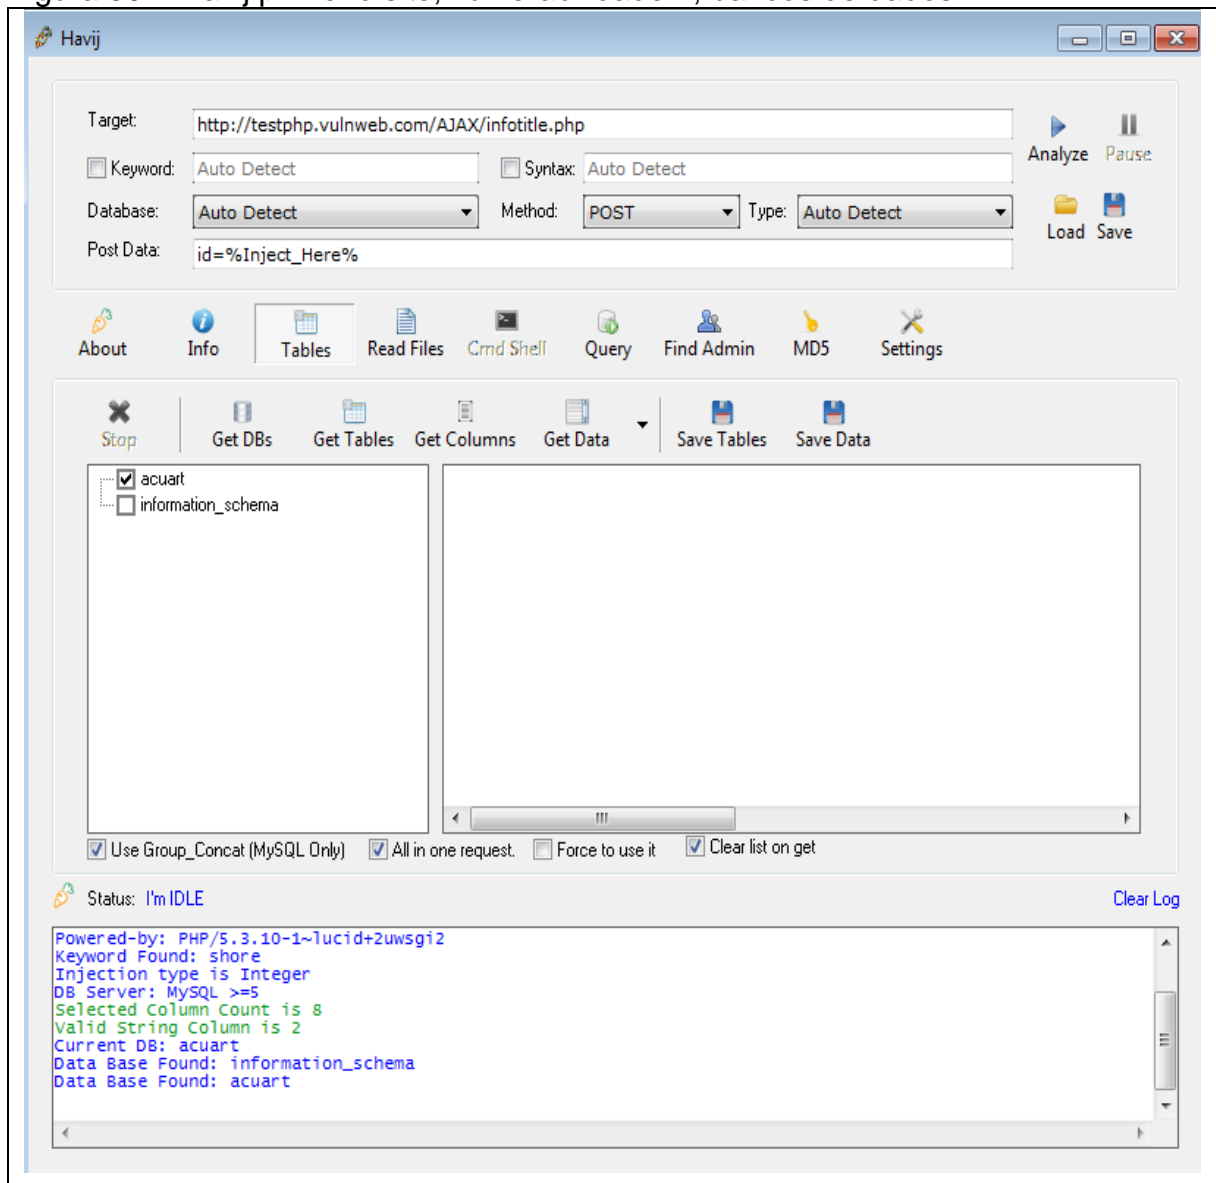 Havij
Target: http://testphp.vulnweb.com/AJAX/infotitle.php
Analyze Pause
Keyword: Auto Detect Syntax: Auto Detect
Database: Auto Detect Method: POST Type: Auto Detect
Load Save
Post Data: id=%Inject_Here%
About Info Tables Read Files Cmd Shell Query Find Admin MD5 Settings
Stop Get DBs Get Tables Get Columns Get Data Save Tables Save Data
acuart
information_schema
Use Group_Concat (MySQL Only) All in one request. Force to use it Clear list on get
Status: I'm IDLE Clear Log
Powered-by: PHP/5.3.10-1~lucid+2uwsgi2
Keyword Found: shore
Injection type is Integer
DB Server: MySQL >=5
Selected Column Count is 8
Valid String Column is 2
Current DB: acuart
Data Base Found: information_schema
Data Base Found: acuart